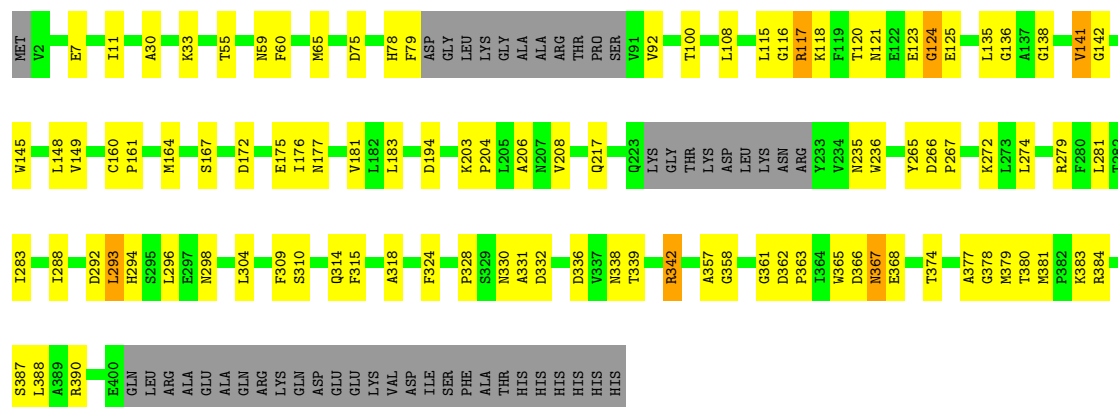 MET V2 E7 I11 A30 K33 T55 N59 F60 M65 D75 H78 F79 ASP GLY LEU LYS GLY ALA ALA ARG THR PRO SER V91 V92 T100 L108 L115 G116 R117 K118 F119 T120 N121 E122 E123 G124 E125 L135 G136 A137 G138 V141 G142
W145 L148 V149 C160 P161 M164 S167 D172 E175 I176 N177 V181 L182 L183 D194 K203 P204 L205 A206 N207 V208 Q217 Q223 LYS GLY THR LYS ASP LEU LYS ASN ARG Y233 V234 N235 W236 Y265 D266 P267 K272 L273 L274 R279 F280 L281 T282
I283 I288 D292 L293 H294 S295 L296 E297 N298 L304 F309 S310 Q314 F315 A318 F324 P328 S329 N330 A331 D332 D336 V337 N338 T339 R342 A357 G358 G361 D362 P363 I364 W365 D366 N367 E368 T374 A377 G378 M379 T380 M381 P382 K383 R384
S387 L388 A389 R390 E400 GLN LEU ARG ALA GLU ALA GLN ARG LYS GLN ASP GLU GLU LYS VAL ASP ILE SER PHE ALA THR HIS HIS HIS HIS HIS HIS